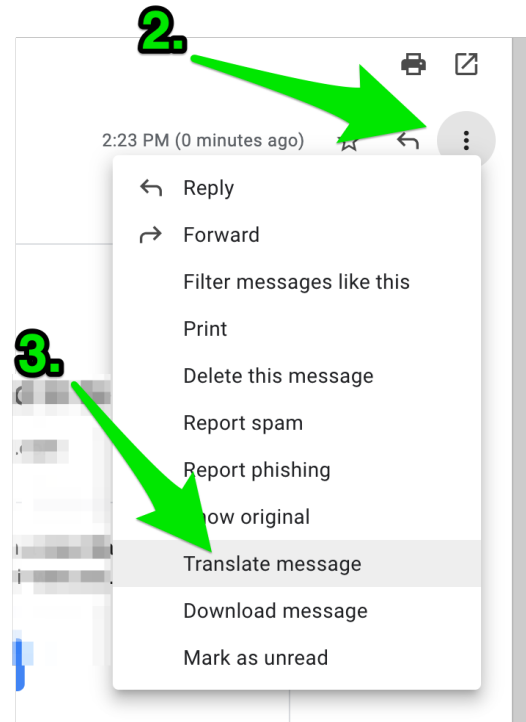 2.
2:23 PM (0 minutes ago)
Reply
Forward
Filter messages like this
Print
3.
Delete this message
Report spam
Report phishing
Show original
Translate message
Download message
Mark as unread